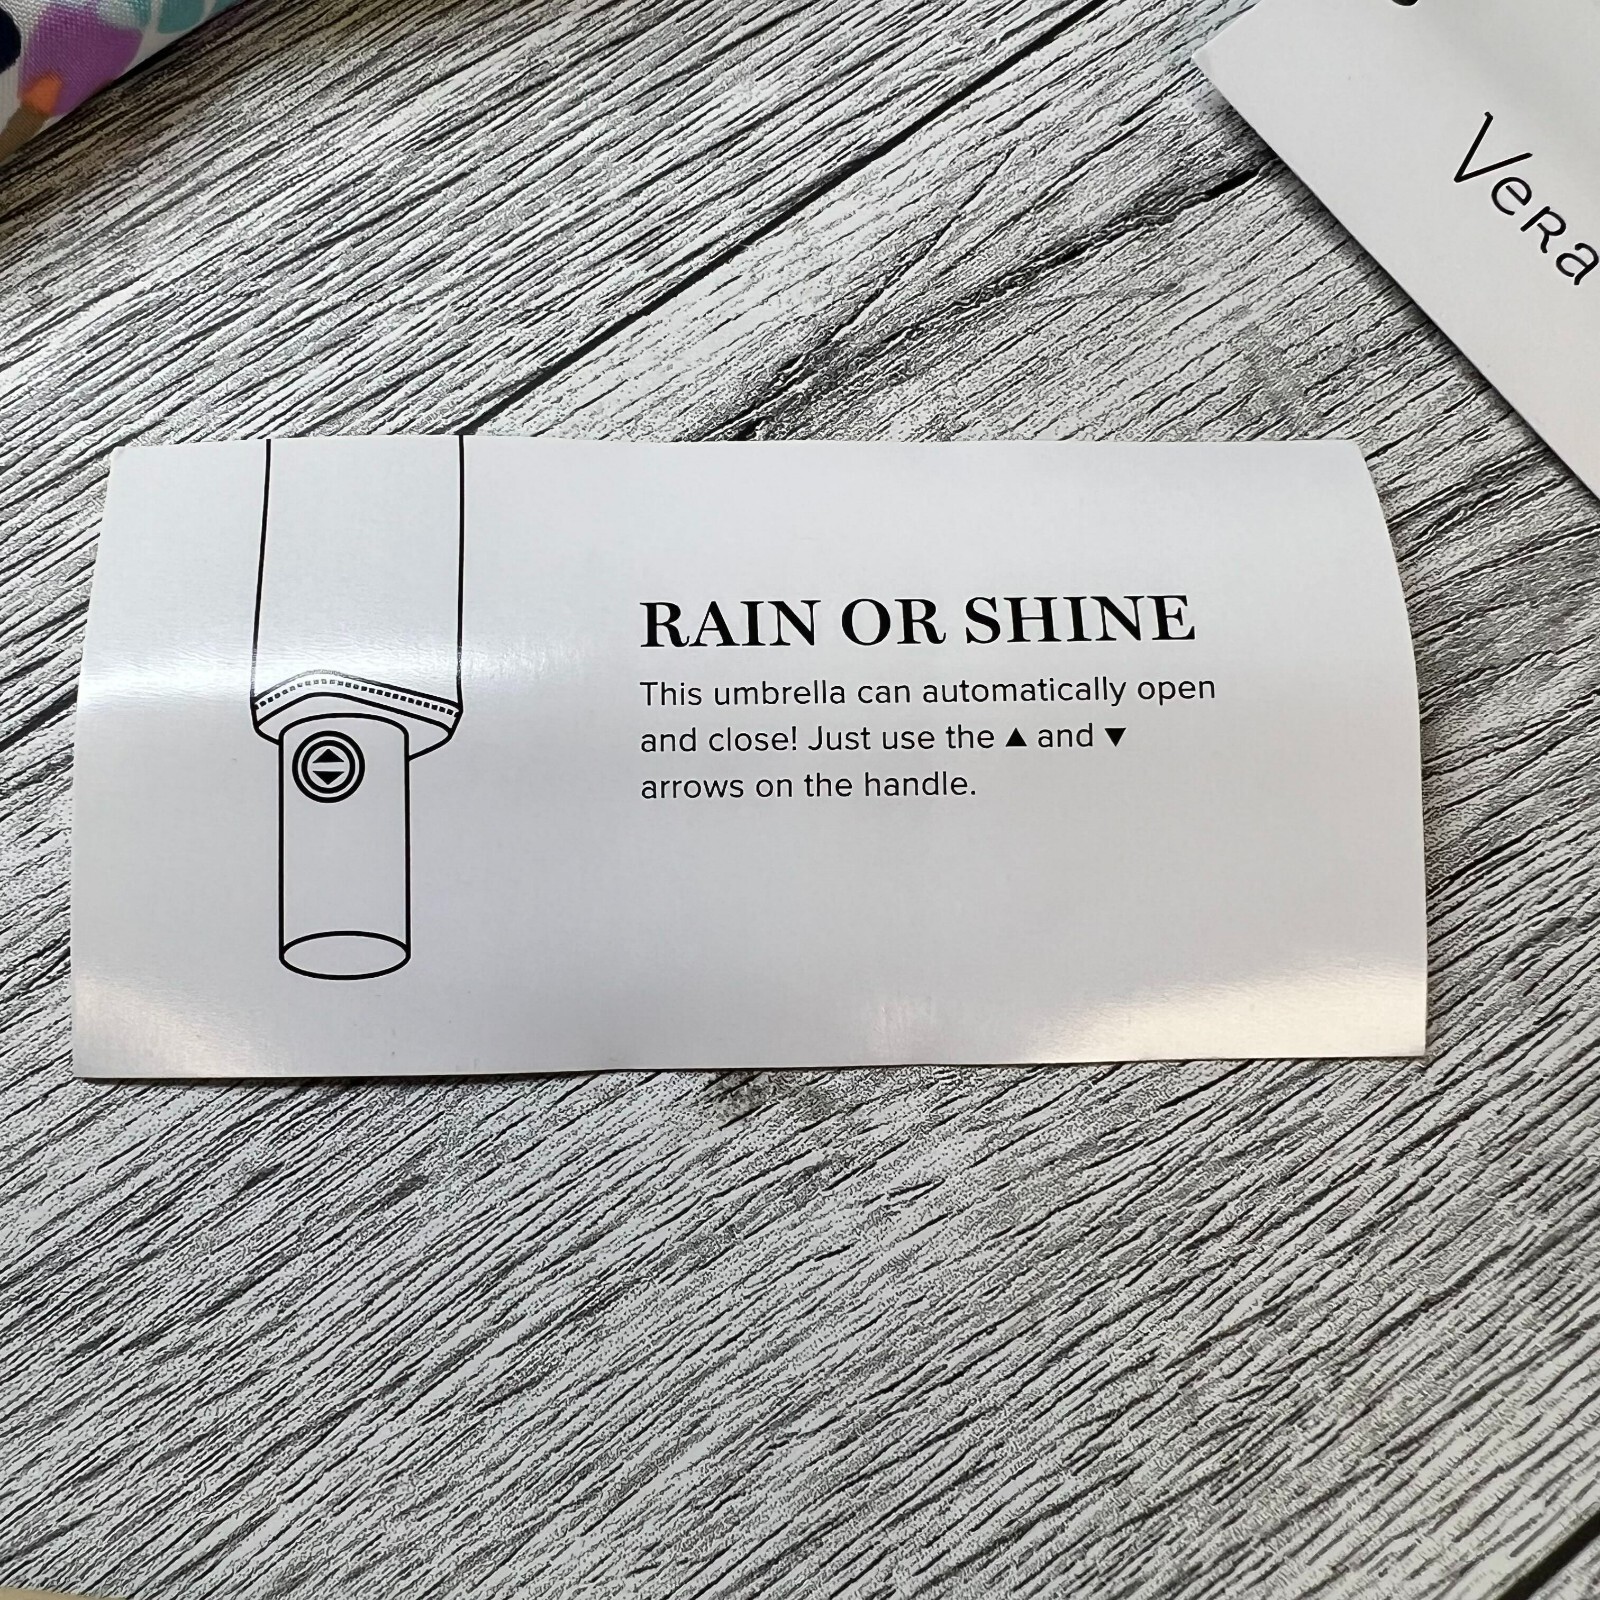 Vera
RAIN OR SHINE
This umbrella can automatically open
and close! Just use the ▲ and ▼
arrows on the handle.